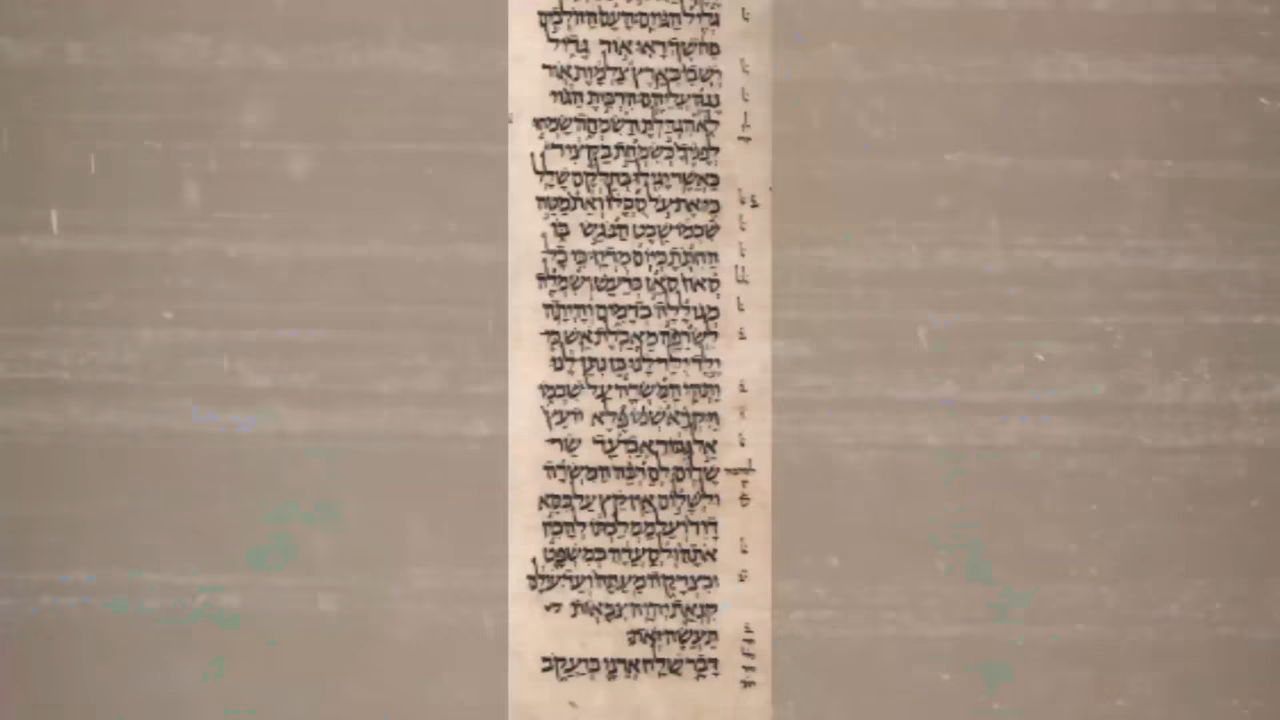 גליל הגוים העם ההלכים
בחשך ראו אור גדול
ישבי בארץ צלמות אור
נגה עליהם הרבית הגוי
לא הגדלת השמחה שמחו
לפניך כשמחת בקציר
כאשר יגילו בחלקם שלל
כי את על סבלו ואת מטה
שכמו שבט הנגש בו
החתת כיום מדין כי כל
סאון סאן ברעש ושמלה
מגוללה בדמים והיתה
לשרפה מאכלת אש כי
ילד ילד לנו בן נתן לנו
ותהי המשרה על שכמו
ויקרא שמו פלא יועץ
אל גבור אבי עד שר
שלום לםרבה המשרה
ולשלום אין קץ על כסא
דוד ועל ממלכתו להכין
אתה ולסעדה במשפט
ובצדקה מעתה ועד עולם
קנאת יהוה צבאות
תעשה זאת
דבר שלח אדני ביעקב